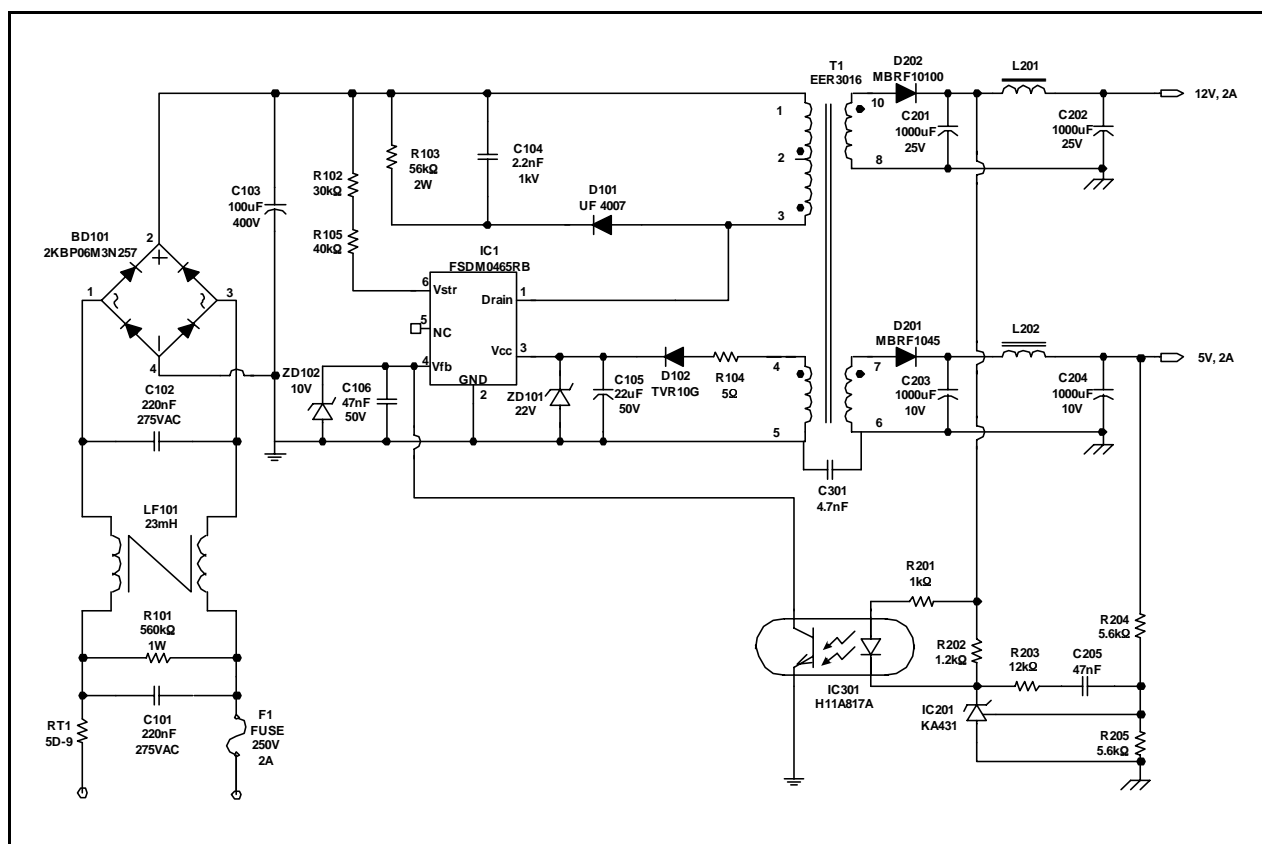 T1
EER3016
D202
MBRF10100
L201
1
10
C201
1000uF
25V
C202
1000uF
25V
12V, 2A
R103
56kΩ
2W
C104
2.2nF
1kV
2
8
R102
30kΩ
D101
UF 4007
3
C103
100uF
400V
R105
40kΩ
BD101
2KBP06M3N257
2
1
3
4
IC1
FSDM0465RB
6
Vstr
Drain
1
5
NC
Vcc
3
4
Vfb
GND
2
ZD102
10V
C106
47nF
50V
ZD101
22V
C105
22uF
50V
D102
TVR10G
R104
5Ω
4
5
D201
MBRF1045
L202
7
C203
1000uF
10V
C204
1000uF
10V
5V, 2A
6
C301
4.7nF
C102
220nF
275VAC
LF101
23mH
R101
560kΩ
1W
C101
220nF
275VAC
RT1
5D-9
F1
FUSE
250V
2A
R201
1kΩ
R202
1.2kΩ
R203
12kΩ
C205
47nF
R204
5.6kΩ
IC301
H11A817A
IC201
KA431
R205
5.6kΩ